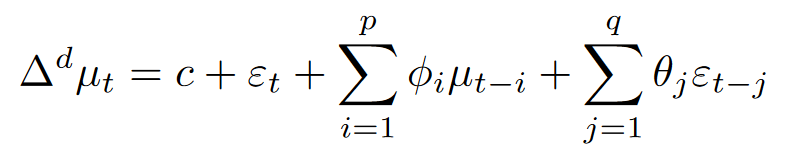 Δ^d μ_t = c + ε_t + ∑_{i=1}^{p} ϕ_i μ_{t−i} + ∑_{j=1}^{q} θ_j ε_{t−j}